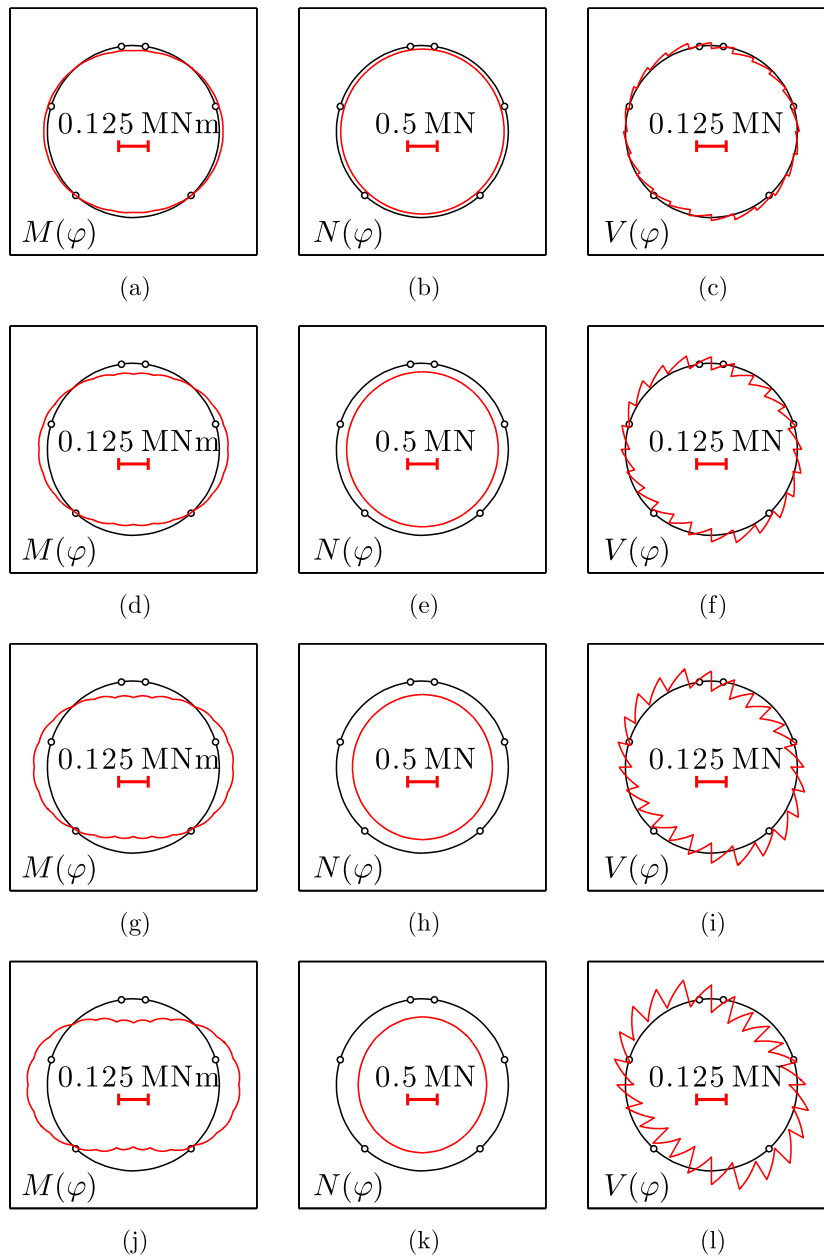 0.125 MNm
M(φ)
(a)
0.5 MN
N(φ)
(b)
0.125 MN
V(φ)
(c)
0.125 MNm
M(φ)
(d)
0.5 MN
N(φ)
(e)
0.125 MN
V(φ)
(f)
0.125 MNm
M(φ)
(g)
0.5 MN
N(φ)
(h)
0.125 MN
V(φ)
(i)
0.125 MNm
M(φ)
(j)
0.5 MN
N(φ)
(k)
0.125 MN
V(φ)
(l)